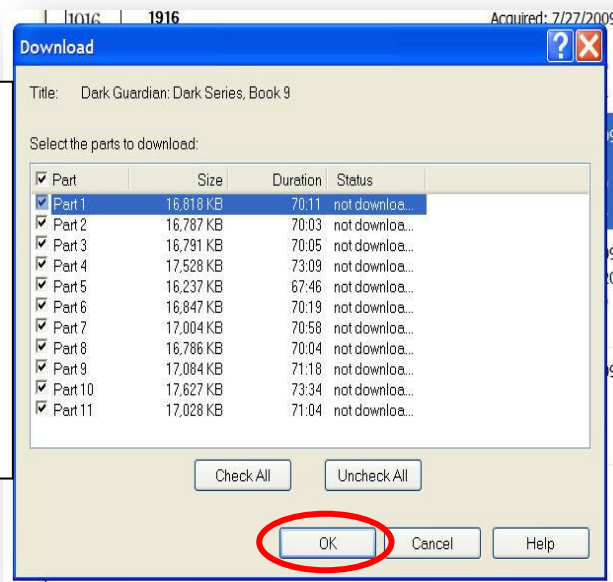 1916 1916 Acquired: 7/27/2009
Download
Title: Dark Guardian: Dark Series, Book 9
Select the parts to download:
Part Size Duration Status
Part 1 16,818 KB 70:11 not downloa...
Part 2 16,787 KB 70:03 not downloa...
Part 3 16,791 KB 70:05 not downloa...
Part 4 17,528 KB 73:09 not downloa...
Part 5 16,237 KB 67:46 not downloa...
Part 6 16,847 KB 70:19 not downloa...
Part 7 17,004 KB 70:58 not downloa...
Part 8 16,786 KB 70:04 not downloa...
Part 9 17,084 KB 71:18 not downloa...
Part 10 17,627 KB 73:34 not downloa...
Part 11 17,028 KB 71:04 not downloa...
Check All Uncheck All
OK Cancel Help